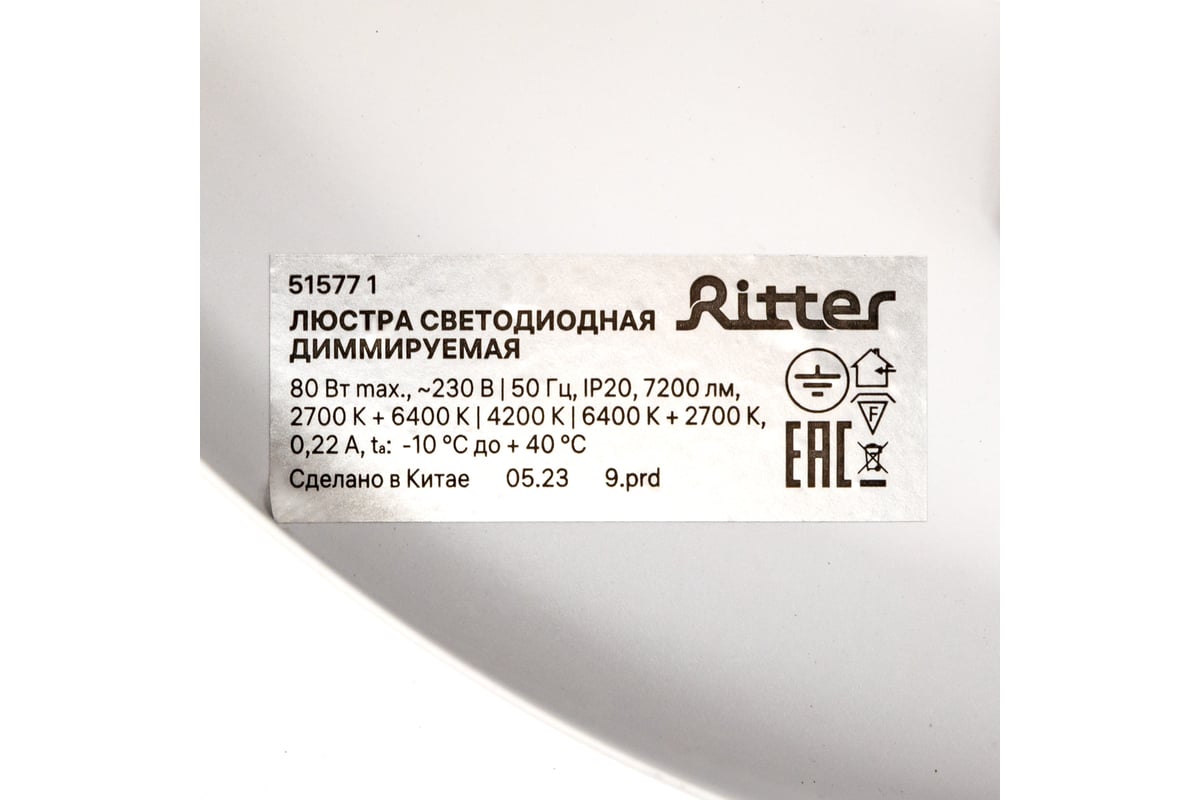 51577 1
Ritter
ЛЮСТРА СВЕТОДИОДНАЯ
ДИММИРУЕМАЯ
80 Вт max., ~230 В | 50 Гц, IP20, 7200 лм,
2700 К + 6400 К | 4200 К | 6400 К + 2700 К,
0,22 А, ta: -10 °C до + 40 °C
Сделано в Китае 05.23 9.prd
F
EAC